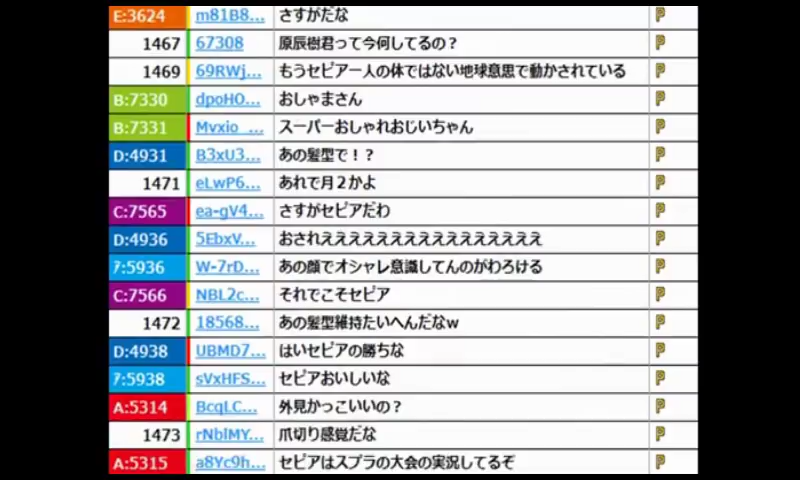 E:3624 m81B8... さすがだな P
1467 67308 原辰樹君って今何してるの？ P
1469 69RWj... もうセピア一人の体ではない地球意思で動かされている P
B:7330 dpoHO... おしゃまさん P
B:7331 Mvxio_... スーパーおしゃれおじいちゃん P
D:4931 B3xU3... あの髪型で！？ P
1471 eLwP6... あれで月２かよ P
C:7565 ea-gV4... さすがセピアだわ P
D:4936 5EbxV... おされえええええええええええええええええ P
ｱ:5936 W-7rD... あの顔でオシャレ意識してんのがわろける P
C:7566 NBL2c... それでこそセピア P
1472 18568... あの髪型維持たいへんだなw P
D:4938 UBMD7... はいセピアの勝ちな P
ｱ:5938 sVxHFS... セピアおいしいな P
A:5314 BcqLC... 外見かっこいいの？ P
1473 rNblMY... 爪切り感覚だな P
A:5315 a8Yc9h... セピアはスプラの大会の実況してるぞ P